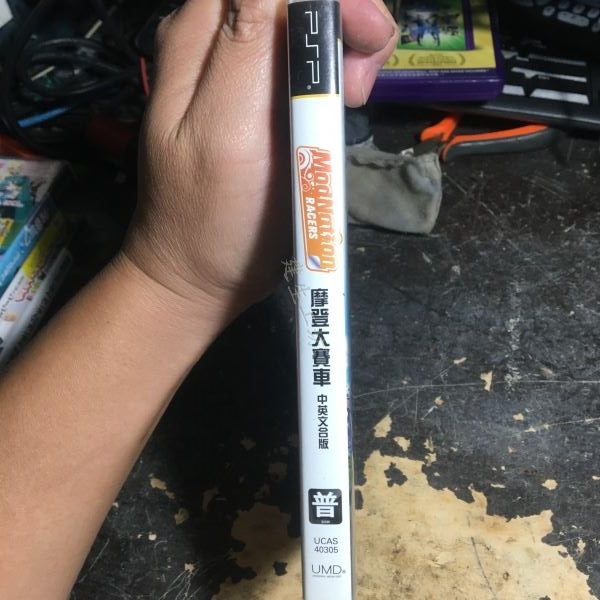 PSP
ModNation
RACERS
摩登大賽車
中英文合版
普
UCAS
40305
UMD